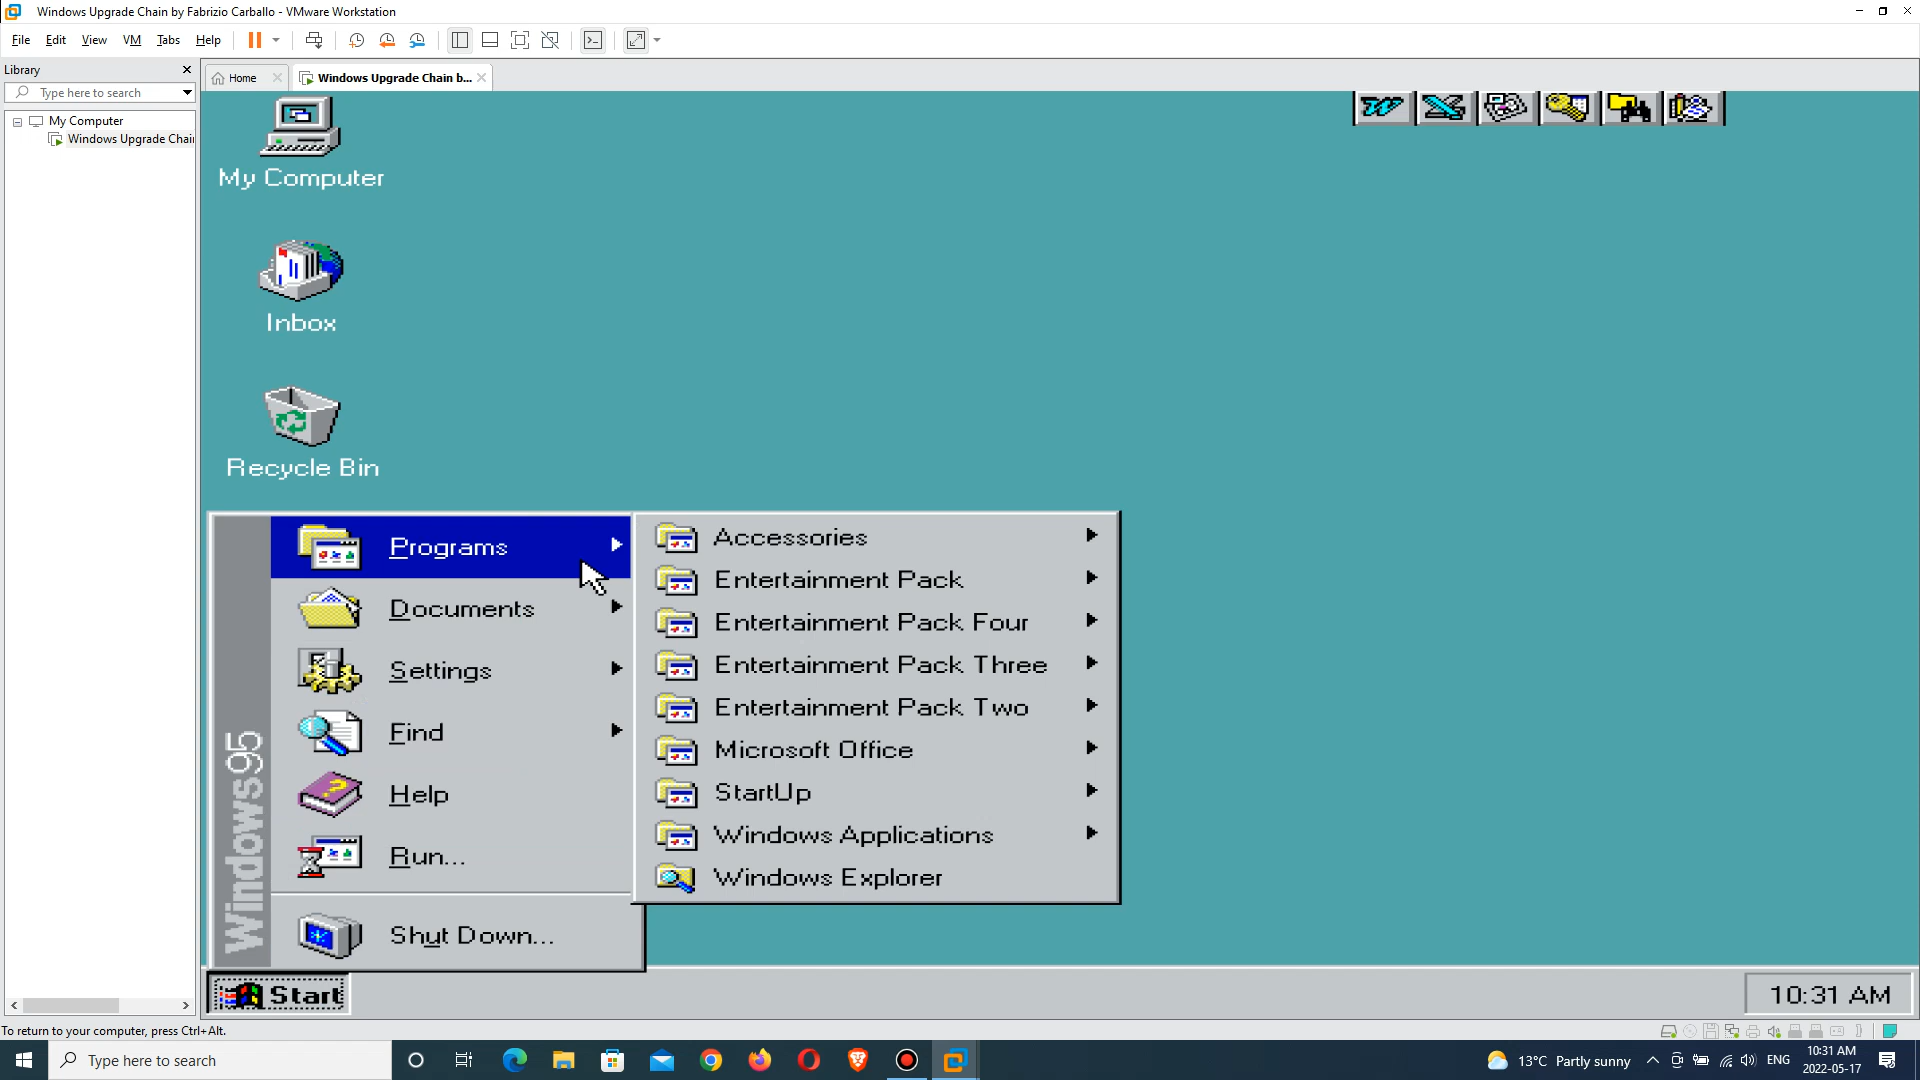 Windows Upgrade Chain by Fabrizio Carballo - VMware Workstation
File Edit View VM Tabs Help
Library
Home
Windows Upgrade Chain b...
Type here to search
My Computer
Windows Upgrade Chai
My Computer
Inbox
Recycle Bin
Windows95
Programs
Documents
Settings
Find
Help
Run...
Shut Down...
Accessories
Entertainment Pack
Entertainment Pack Four
Entertainment Pack Three
Entertainment Pack Two
Microsoft Office
StartUp
Windows Applications
Windows Explorer
Start
10:31 AM
To return to your computer, press Ctrl+Alt.
Type here to search
13°C Partly sunny
ENG
10:31 AM
2022-05-17